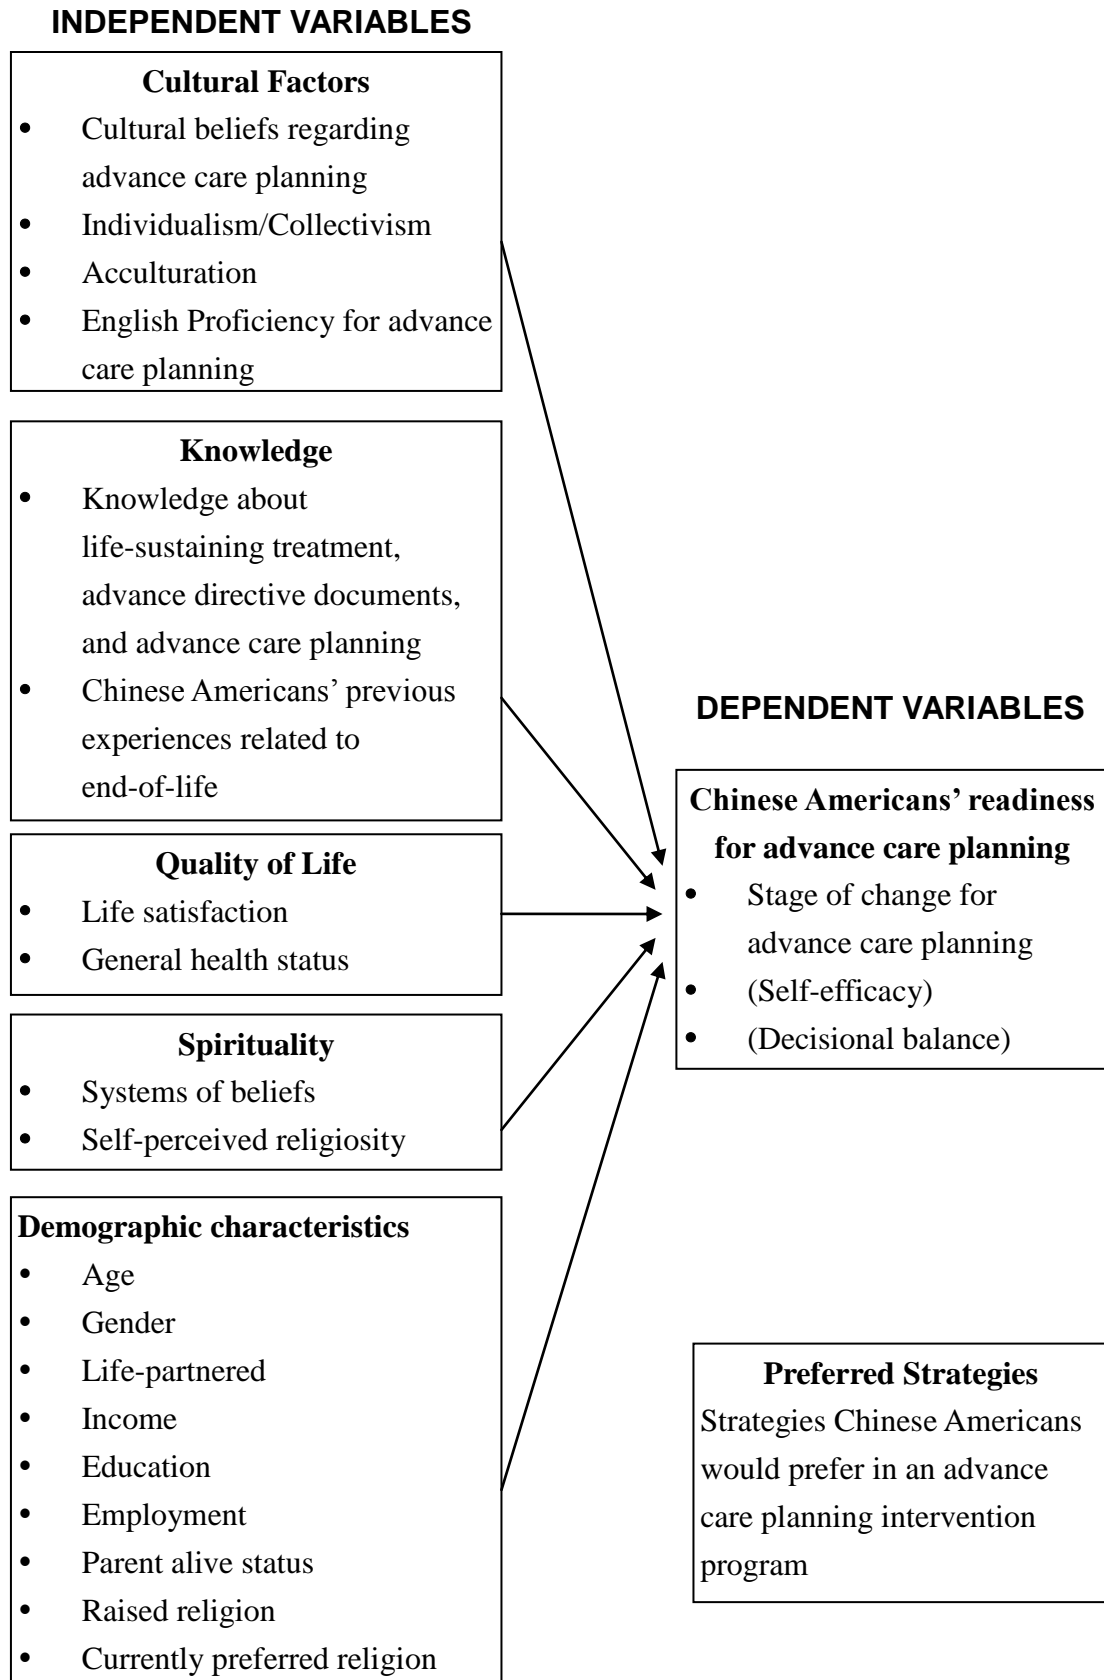 INDEPENDENT VARIABLES
Cultural Factors
• Cultural beliefs regarding
advance care planning
• Individualism/Collectivism
• Acculturation
• English Proficiency for advance
care planning
Knowledge
• Knowledge about
life-sustaining treatment,
advance directive documents,
and advance care planning
• Chinese Americans’ previous
experiences related to
end-of-life
Quality of Life
• Life satisfaction
• General health status
Spirituality
• Systems of beliefs
• Self-perceived religiosity
Demographic characteristics
• Age
• Gender
• Life-partnered
• Income
• Education
• Employment
• Parent alive status
• Raised religion
• Currently preferred religion
DEPENDENT VARIABLES
Chinese Americans’ readiness
for advance care planning
• Stage of change for
advance care planning
• (Self-efficacy)
• (Decisional balance)
Preferred Strategies
Strategies Chinese Americans
would prefer in an advance
care planning intervention
program